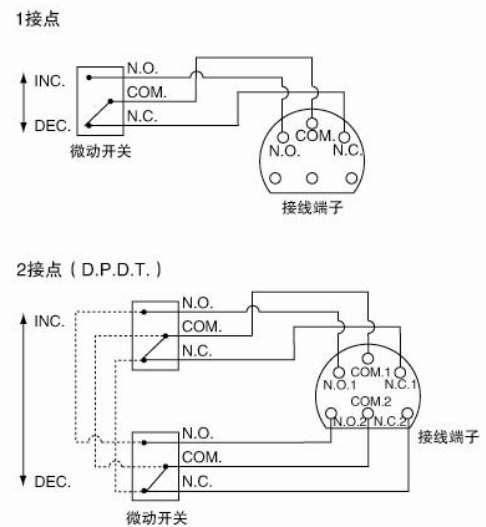 1接点
INC.
DEC.
N.O.
COM.
N.C.
微动开关
COM.
N.O.
N.C.
接线端子
2接点 ( D.P.D.T. )
INC.
DEC.
N.O.
COM.
N.C.
N.O.
COM.
N.C.
微动开关
COM.1
N.O.1
N.C.1
COM.2
N.O.2
N.C.2
接线端子